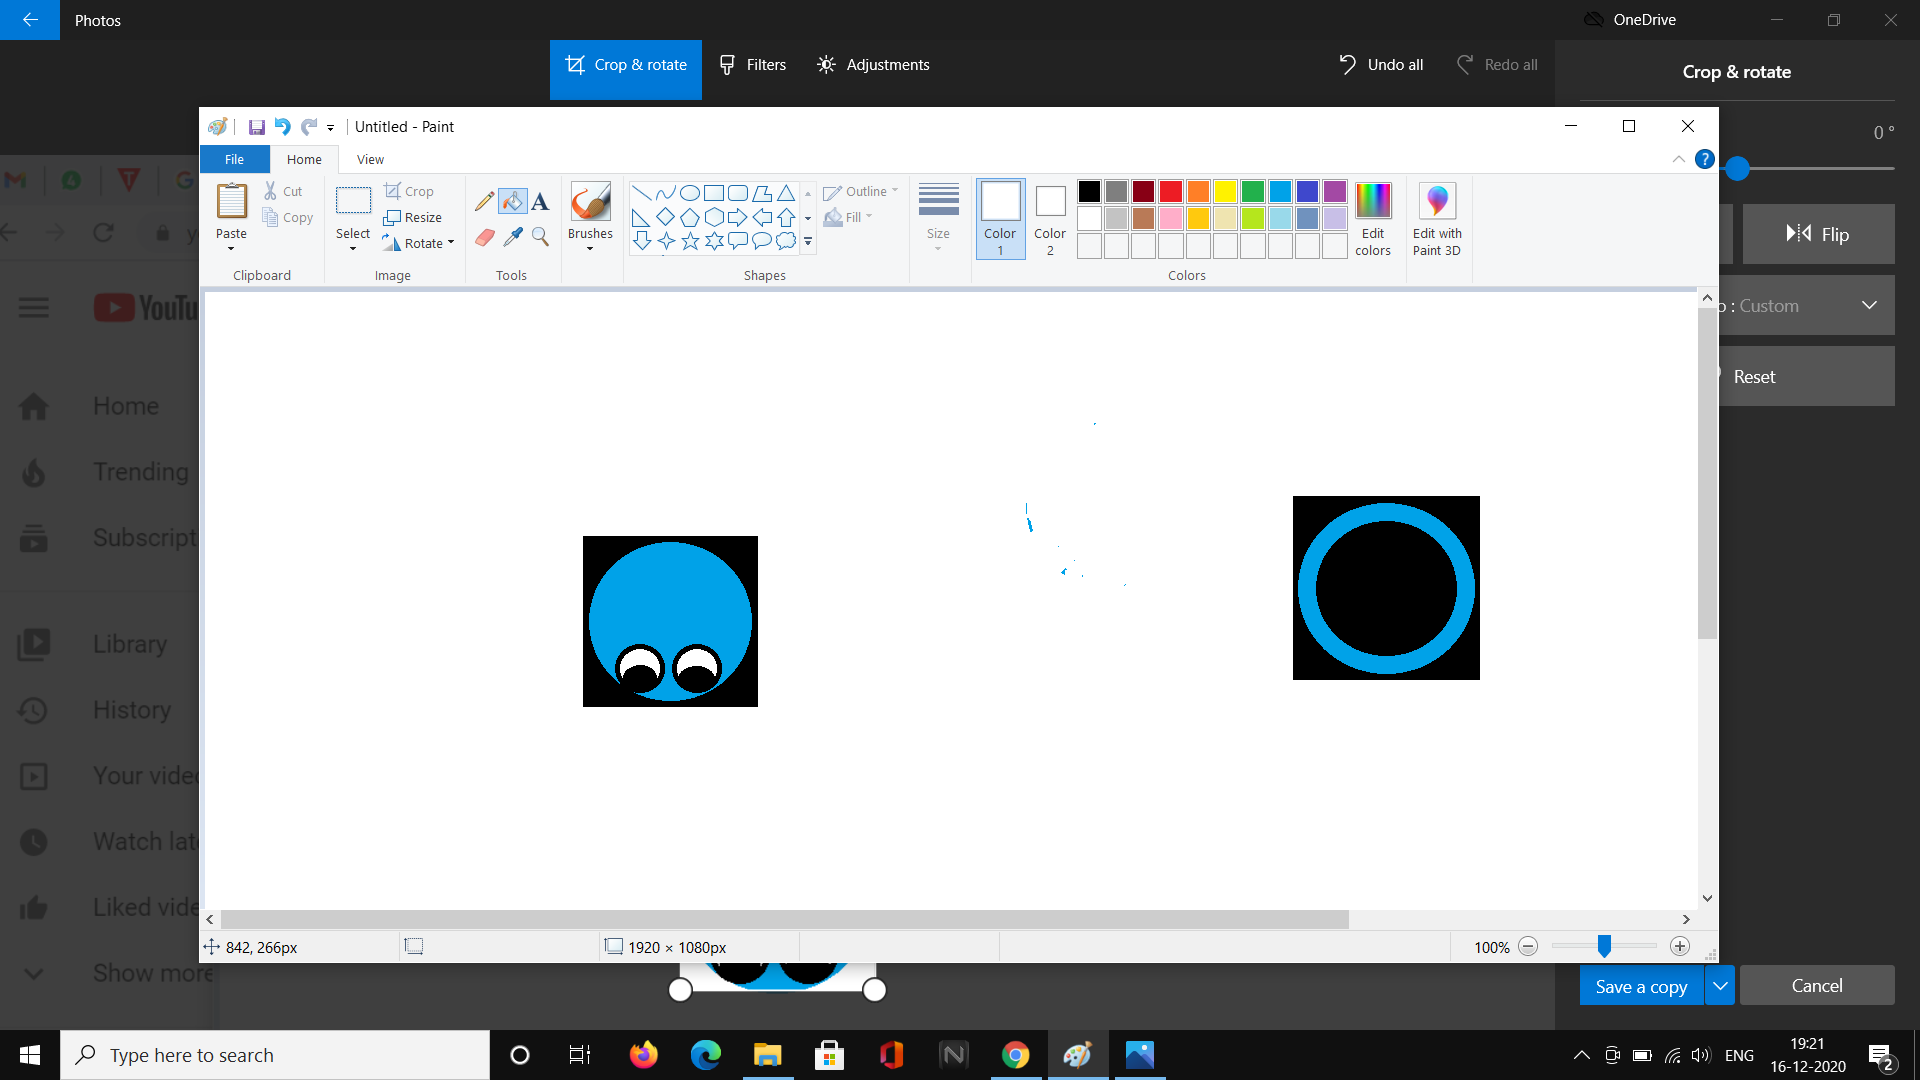 Photos
OneDrive
Crop & rotate
Filters
Adjustments
Undo all
Redo all
Crop & rotate
0 °
Untitled - Paint
File
Home
View
Paste
Cut
Copy
Clipboard
Select
Crop
Resize
Rotate
Image
A
Tools
Brushes
Outline
Fill
Shapes
Size
Color
1
Color
2
Edit
colors
Edit with
Paint 3D
Colors
?
Flip
o : Custom
Reset
YouTu
Home
Trending
Subscript
Library
History
Your video
Watch late
Liked vide
Show more
842, 266px
1920 × 1080px
100%
Save a copy
Cancel
Type here to search
ENG
19:21
16-12-2020
2